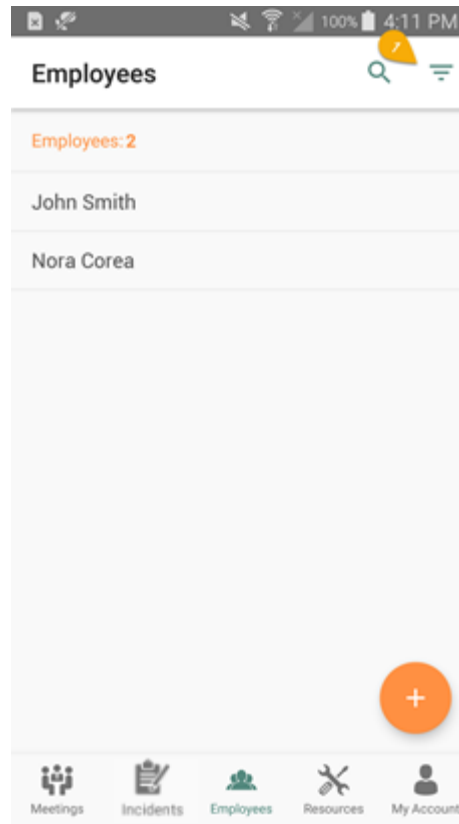 100% 4:11 PM
Employees
Employees: 2
John Smith
Nora Corea
+
Meetings Incidents Employees Resources My Account